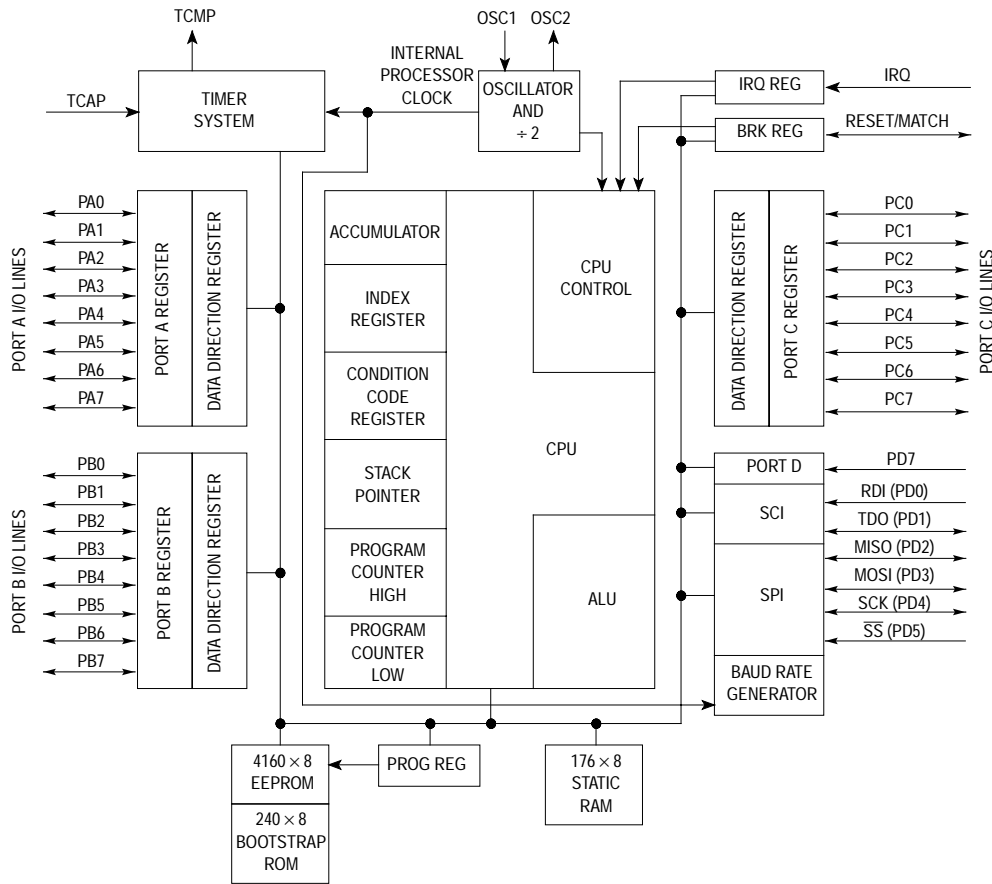 TCMP
OSC1
OSC2
INTERNAL
PROCESSOR
CLOCK
TCAP
TIMER
SYSTEM
OSCILLATOR
AND
÷ 2
IRQ REG
IRQ
BRK REG
RESET/MATCH
PORT A I/O LINES
PA0
PA1
PA2
PA3
PA4
PA5
PA6
PA7
PORT A REGISTER
DATA DIRECTION REGISTER
PORT B I/O LINES
PB0
PB1
PB2
PB3
PB4
PB5
PB6
PB7
PORT B REGISTER
DATA DIRECTION REGISTER
ACCUMULATOR
INDEX
REGISTER
CONDITION
CODE
REGISTER
STACK
POINTER
PROGRAM
COUNTER
HIGH
PROGRAM
COUNTER
LOW
CPU
CONTROL
CPU
ALU
DATA DIRECTION REGISTER
PORT C REGISTER
PC0
PC1
PC2
PC3
PC4
PC5
PC6
PC7
PORT C I/O LINES
PORT D
SCI
SPI
BAUD RATE
GENERATOR
PD7
RDI (PD0)
TDO (PD1)
MISO (PD2)
MOSI (PD3)
SCK (PD4)
S̅S̅ (PD5)
4160 × 8
EEPROM
240 × 8
BOOTSTRAP
ROM
PROG REG
176 × 8
STATIC
RAM